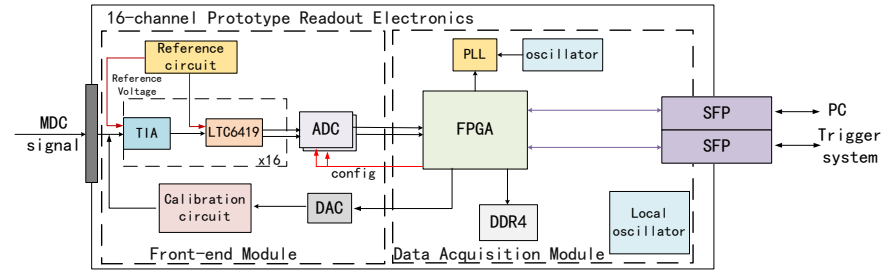 16-channel Prototype Readout Electronics
Reference
circuit
Reference
Voltage
PLL
oscillator
MDC
signal
TIA
LTC6419
ADC
FPGA
SFP
PC
SFP
Trigger
system
x16
config
Calibration
circuit
DAC
DDR4
Local
oscillator
Front-end Module
Data Acquisition Module